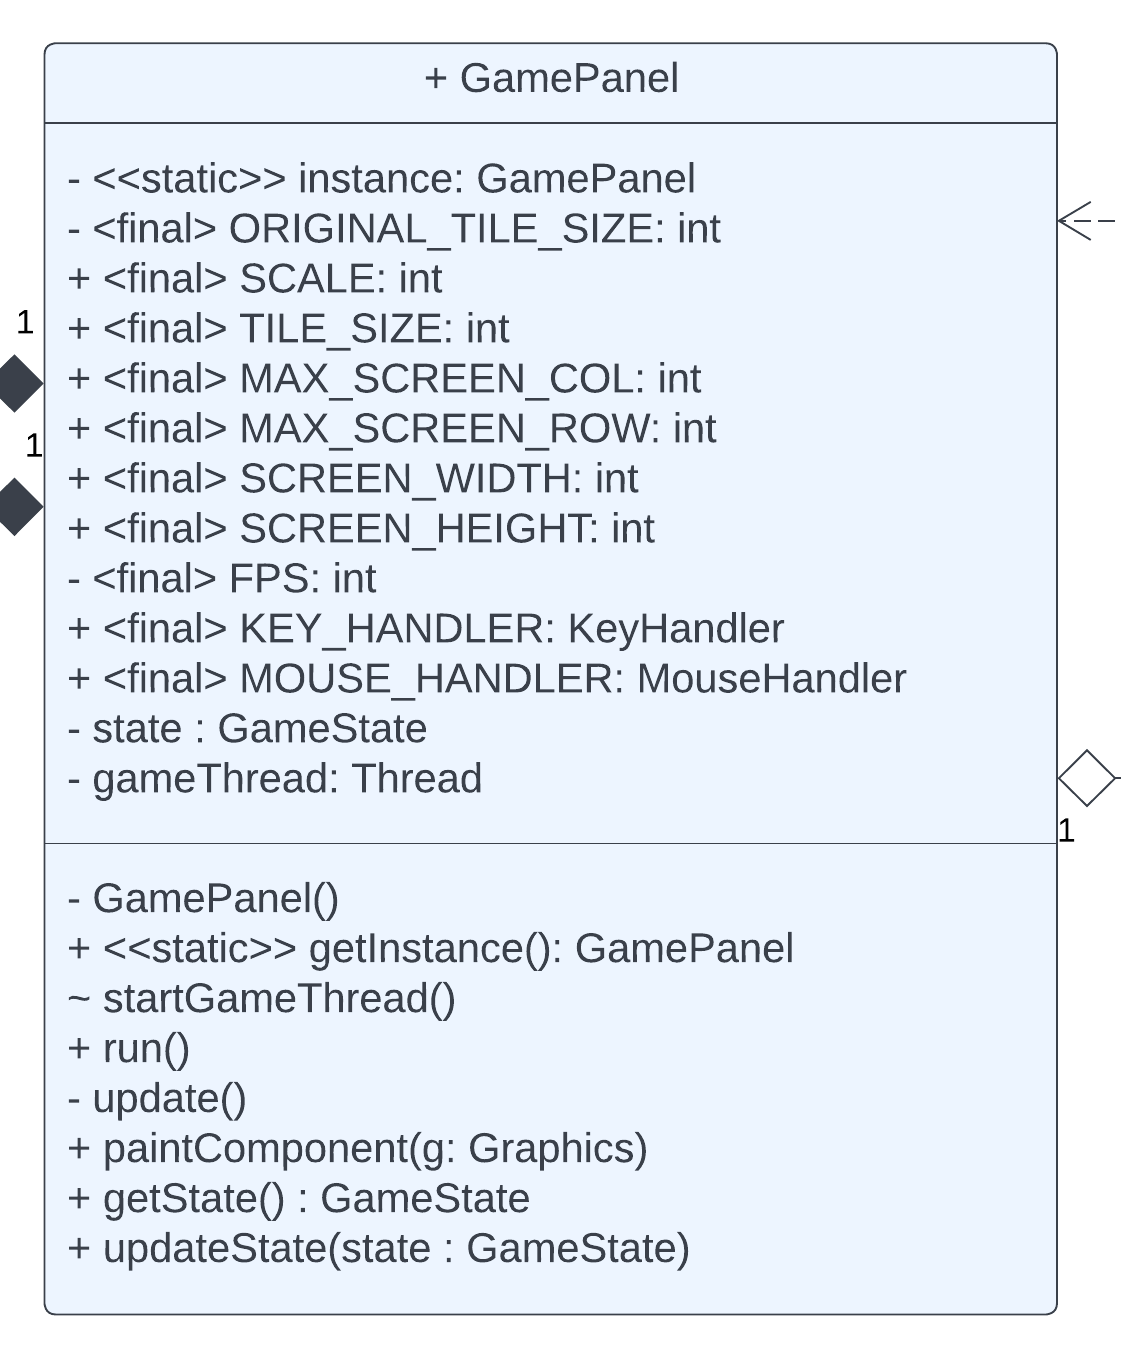 + GamePanel
- <<static>> instance: GamePanel
- <final> ORIGINAL_TILE_SIZE: int
+ <final> SCALE: int
1
+ <final> TILE_SIZE: int
+ <final> MAX_SCREEN_COL: int
+ <final> MAX_SCREEN_ROW: int
1
+ <final> SCREEN_WIDTH: int
+ <final> SCREEN_HEIGHT: int
- <final> FPS: int
+ <final> KEY_HANDLER: KeyHandler
+ <final> MOUSE_HANDLER: MouseHandler
- state : GameState
- gameThread: Thread
1
- GamePanel()
+ <<static>> getInstance(): GamePanel
~ startGameThread()
+ run()
- update()
+ paintComponent(g: Graphics)
+ getState() : GameState
+ updateState(state : GameState)